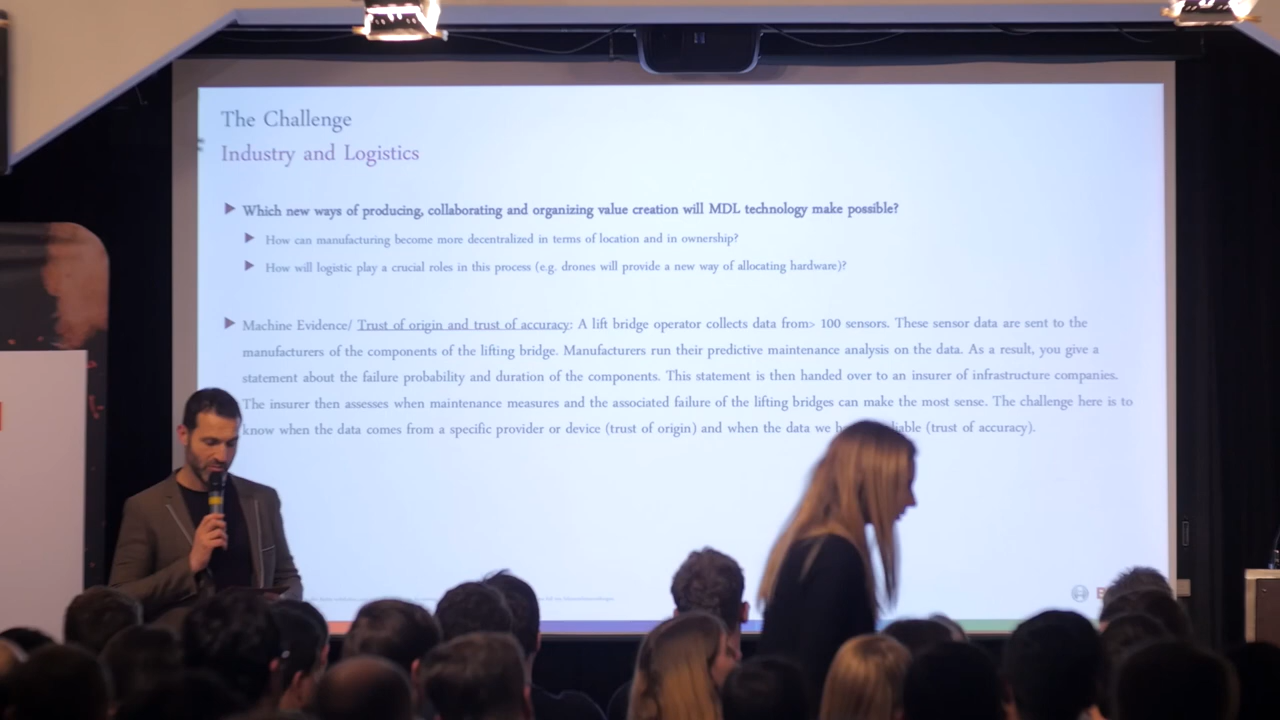 The Challenge
Industry and Logistics
Which new ways of producing, collaborating and organizing value creation will MDL technology make possible?
How can manufacturing become more decentralized in terms of location and in ownership?
How will logistic play a crucial roles in this process (e.g. drones will provide a new way of allocating hardware)?
Machine Evidence/ Trust of origin and trust of accuracy: A lift bridge operator collects data from> 100 sensors. These sensor data are sent to the
manufacturers of the components of the lifting bridge. Manufacturers run their predictive maintenance analysis on the data. As a result, you give a
statement about the failure probability and duration of the components. This statement is then handed over to an insurer of infrastructure companies.
The insurer then assesses when maintenance measures and the associated failure of the lifting bridges can make the most sense. The challenge here is to
know when the data comes from a specific provider or device (trust of origin) and when the data we (trust of accuracy).